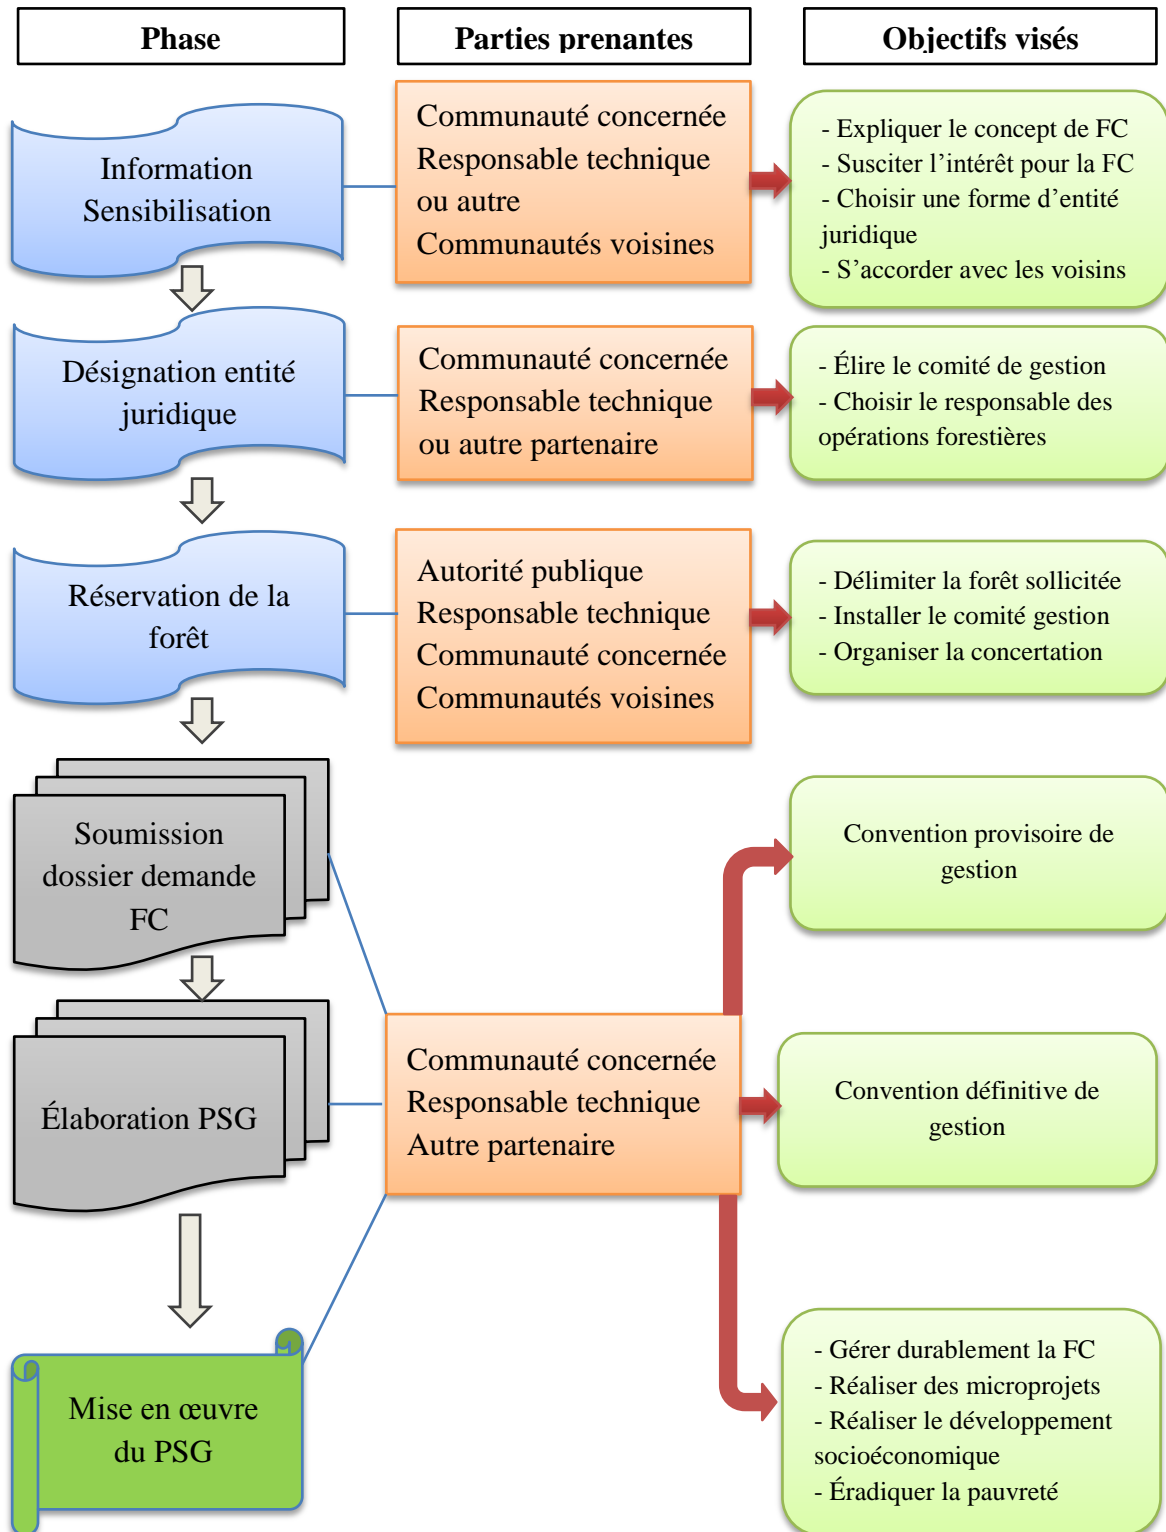 Phase
Parties prenantes
Objectifs visés
Information
Sensibilisation
Communauté concernée
Responsable technique
ou autre
Communautés voisines
- Expliquer le concept de FC
- Susciter l’intérêt pour la FC
- Choisir une forme d’entité
juridique
- S’accorder avec les voisins
Désignation entité
juridique
Communauté concernée
Responsable technique
ou autre partenaire
- Élire le comité de gestion
- Choisir le responsable des
opérations forestières
Réservation de la
forêt
Autorité publique
Responsable technique
Communauté concernée
Communautés voisines
- Délimiter la forêt sollicitée
- Installer le comité gestion
- Organiser la concertation
Soumission
dossier demande
FC
Convention provisoire de
gestion
Élaboration PSG
Communauté concernée
Responsable technique
Autre partenaire
Convention définitive de
gestion
Mise en œuvre
du PSG
- Gérer durablement la FC
- Réaliser des microprojets
- Réaliser le développement
socioéconomique
- Éradiquer la pauvreté